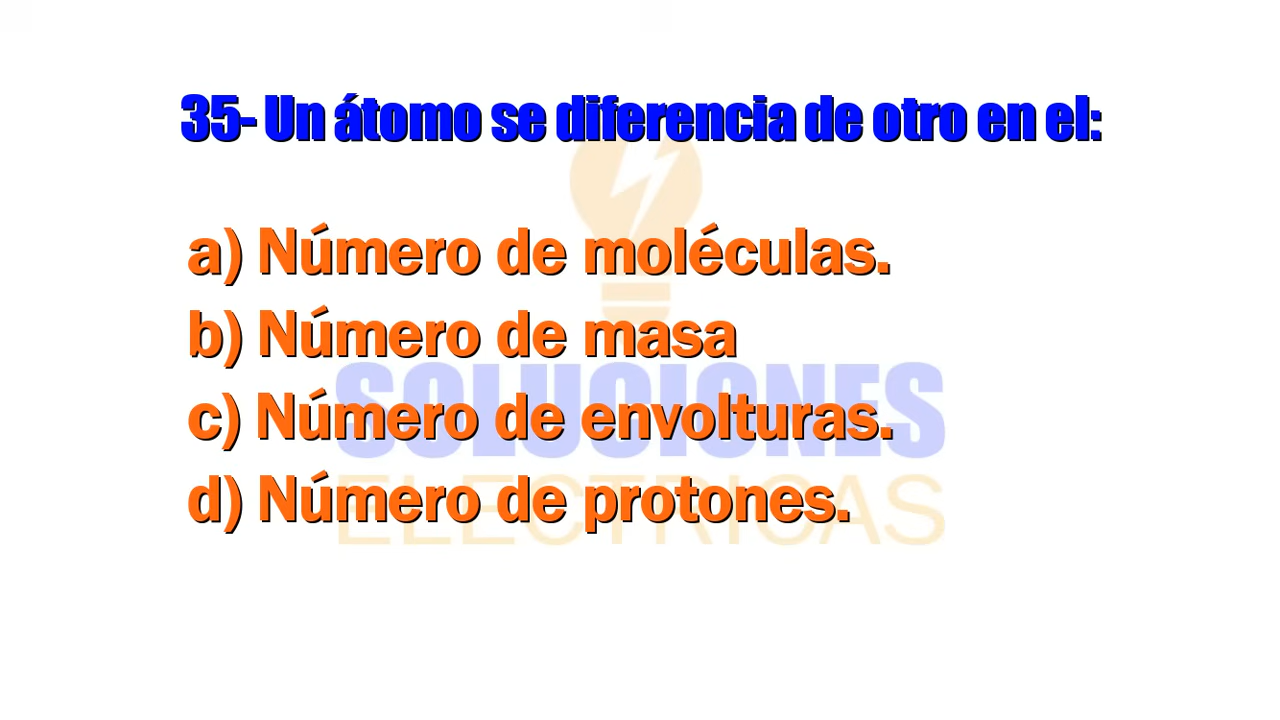 35- Un átomo se diferencia de otro en el:
a) Número de moléculas.
b) Número de masa
c) Número de envolturas.
d) Número de protones.
SOLUCIONES
ELECTRICAS